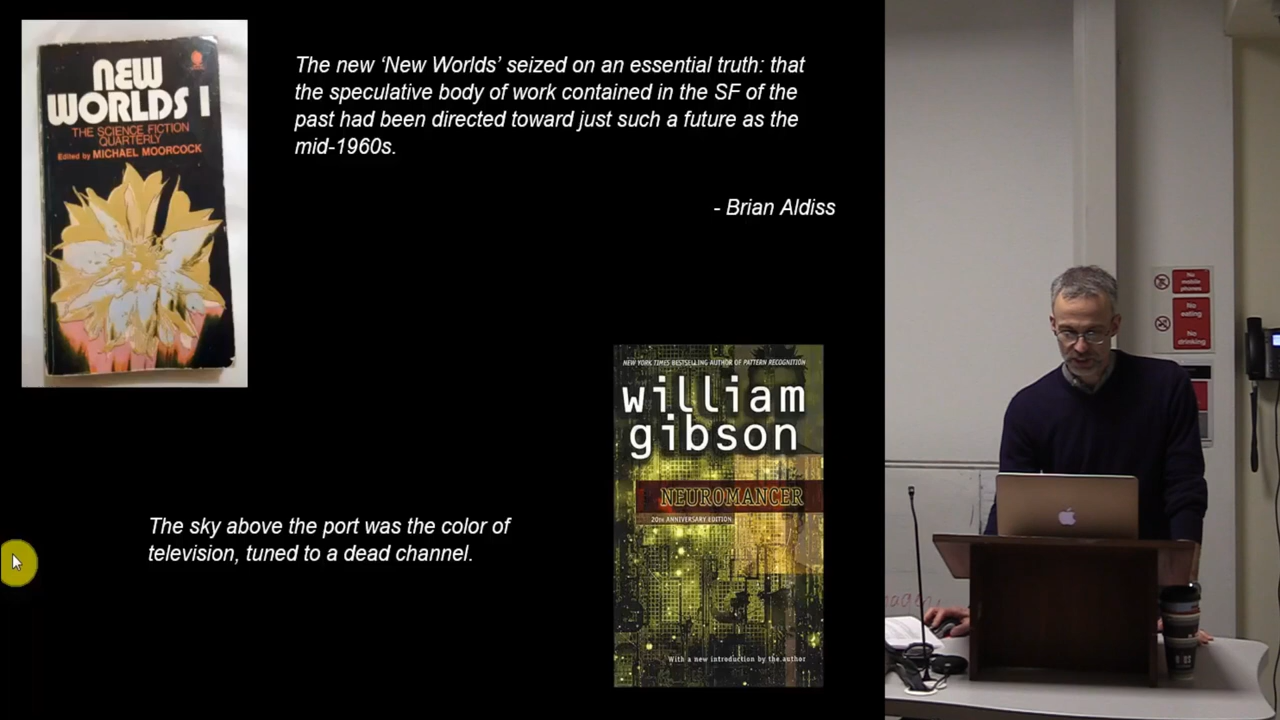 NEW
WORLDS 1
THE SCIENCE FICTION
QUARTERLY
Edited by MICHAEL MOORCOCK
The new ‘New Worlds’ seized on an essential truth: that
the speculative body of work contained in the SF of the
past had been directed toward just such a future as the
mid-1960s.
- Brian Aldiss
NEW YORK TIMES BESTSELLING AUTHOR OF PATTERN RECOGNITION
william
gibson
NEUROMANCER
20TH ANNIVERSARY EDITION
With a new introduction by the author
The sky above the port was the color of
television, tuned to a dead channel.
No
mobile
phones
No
eating
No
drinking